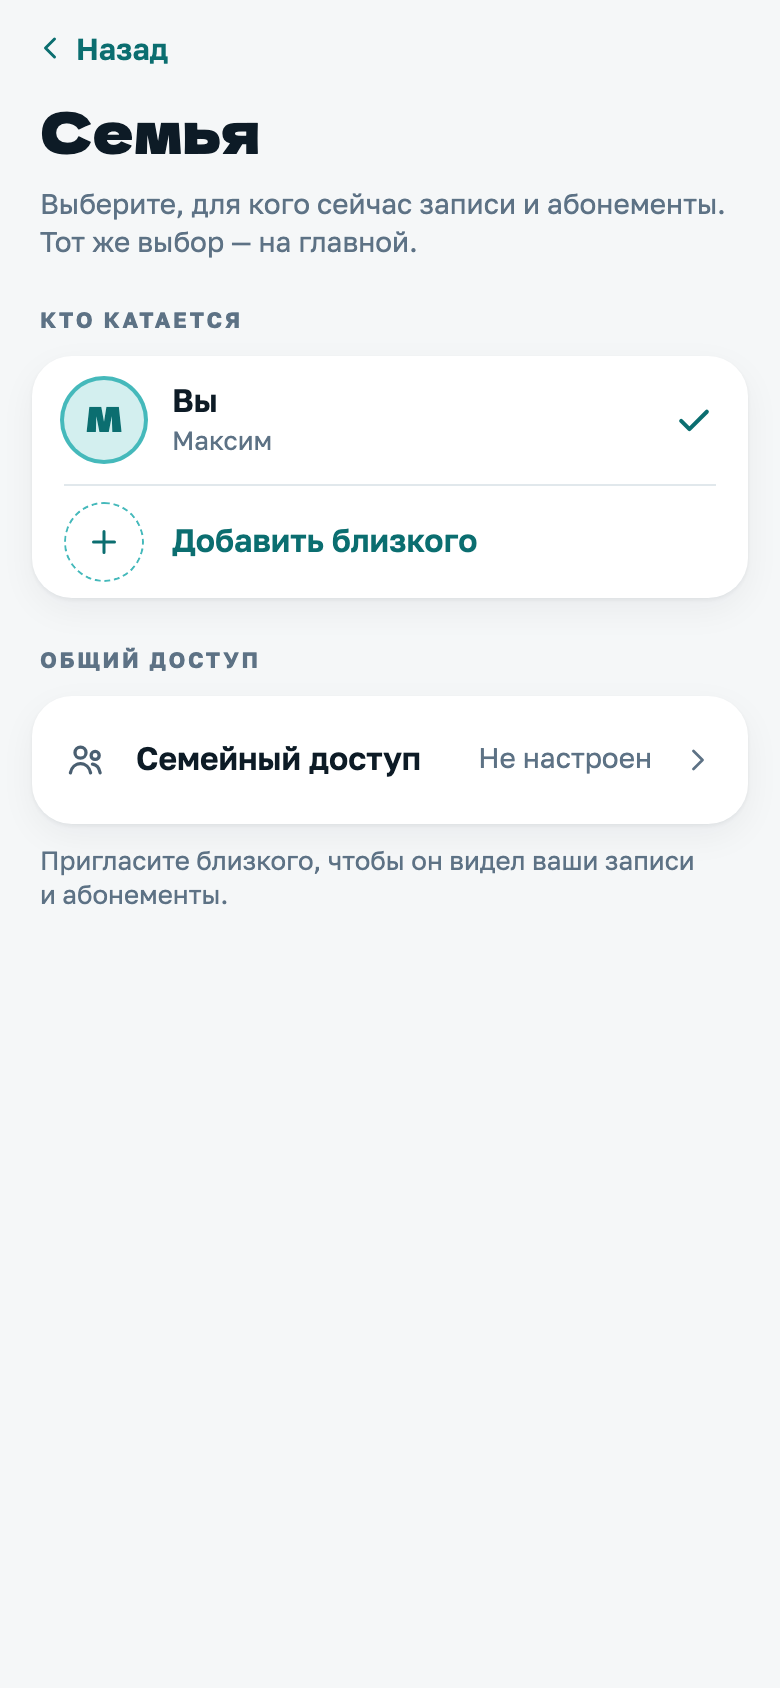 Назад
Семья
Выберите, для кого сейчас записи и абонементы.
Тот же выбор — на главной.
КТО КАТАЕТСЯ
М
Вы
Максим
Добавить близкого
ОБЩИЙ ДОСТУП
Семейный доступ Не настроен
Пригласите близкого, чтобы он видел ваши записи
и абонементы.